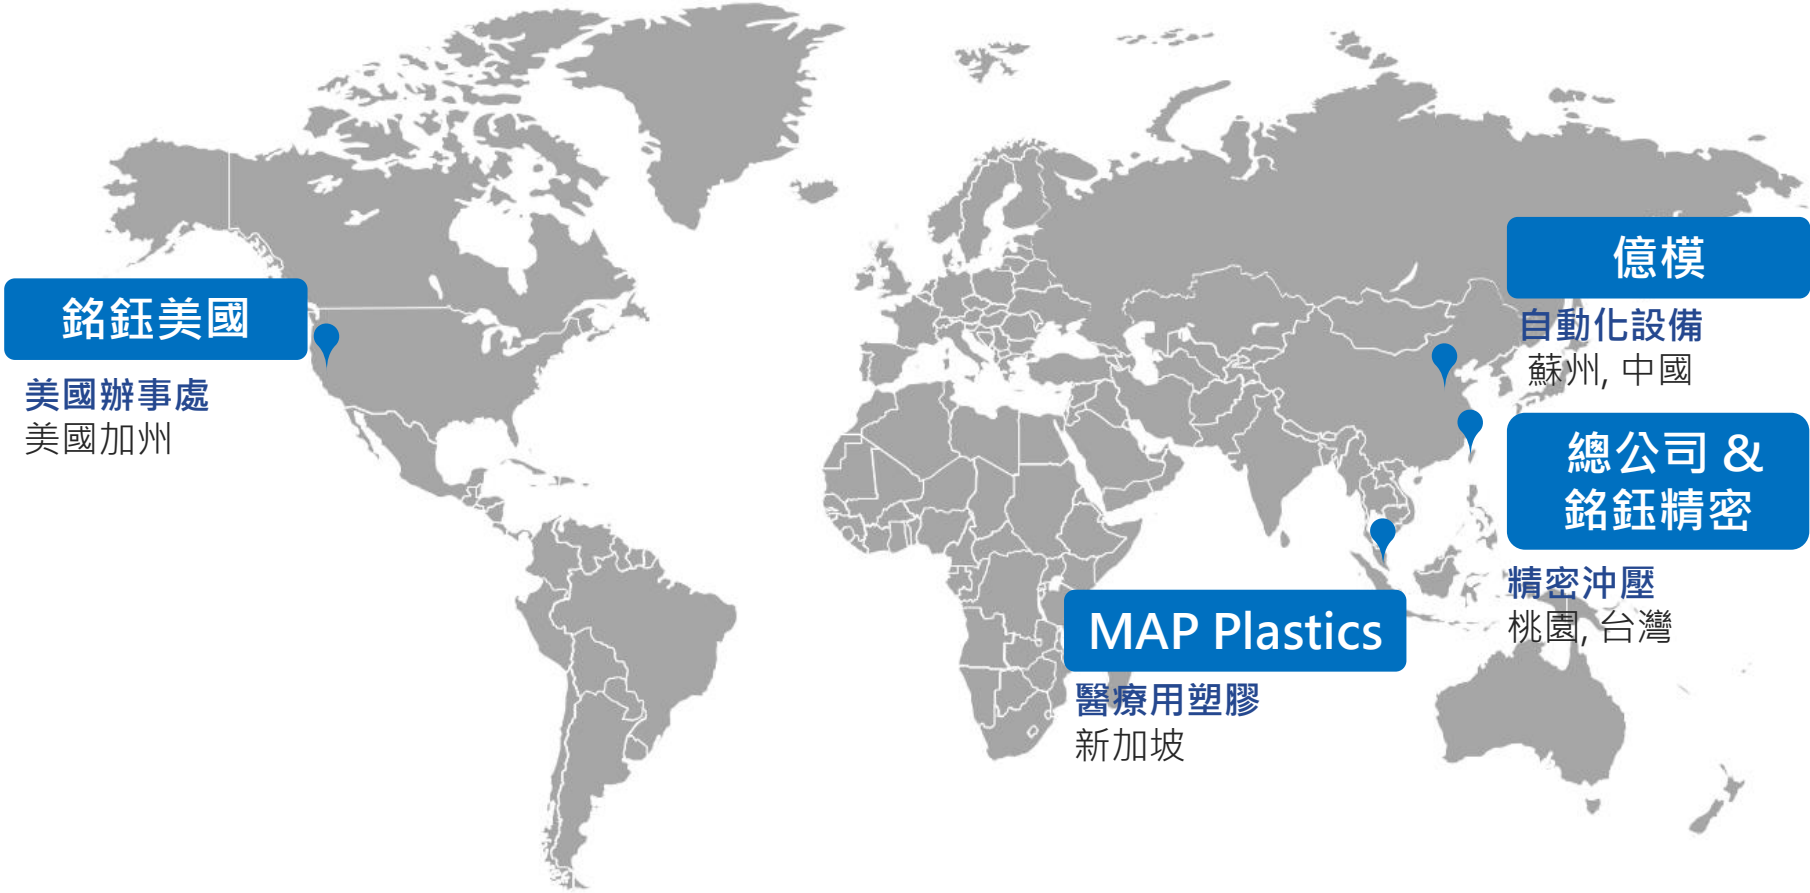 銘鈺美國
美國辦事處
美國加州
億模
自動化設備
蘇州, 中國
總公司 &
銘鈺精密
精密沖壓
桃園, 台灣
MAP Plastics
醫療用塑膠
新加坡